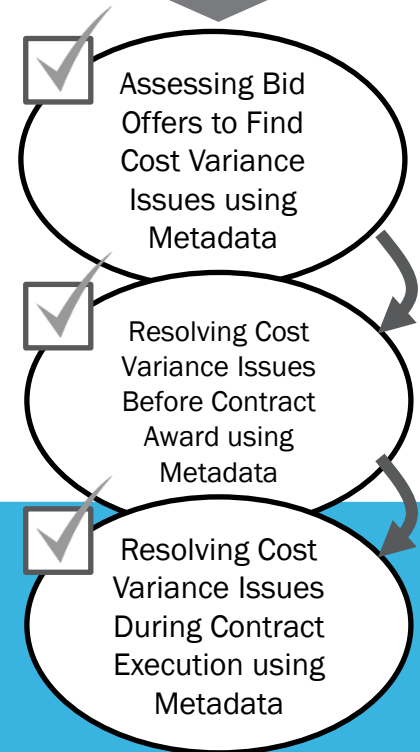 Assessing Bid
Offers to Find
Cost Variance
Issues using
Metadata
Resolving Cost
Variance Issues
Before Contract
Award using
Metadata
Resolving Cost
Variance Issues
During Contract
Execution using
Metadata